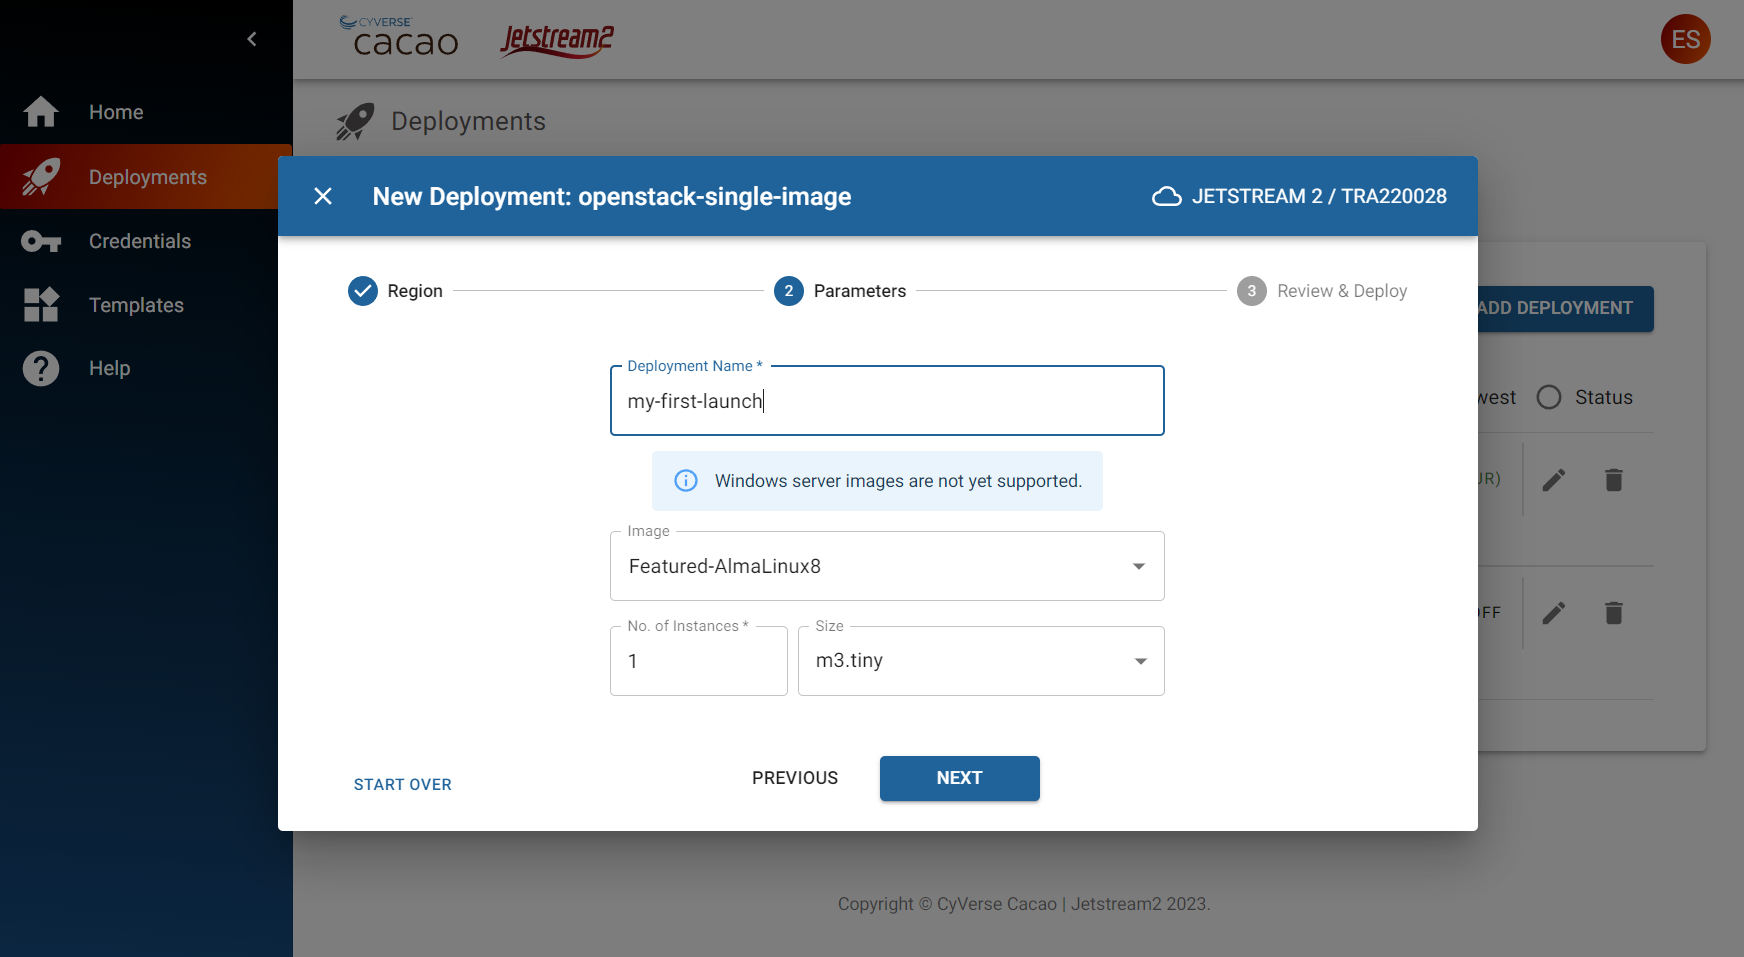 CYVERSE
cacao
Jetstream2
ES
Home
Deployments
Credentials
Templates
Help
Deployments
New Deployment: openstack-single-image
JETSTREAM 2 / TRA220028
Region
2 Parameters
3 Review & Deploy
ADD DEPLOYMENT
Status
Deployment Name *
my-first-launch
Windows server images are not yet supported.
Image
Featured-AlmaLinux8
No. of Instances *
1
Size
m3.tiny
START OVER
PREVIOUS
NEXT
Copyright © CyVerse Cacao | Jetstream2 2023.